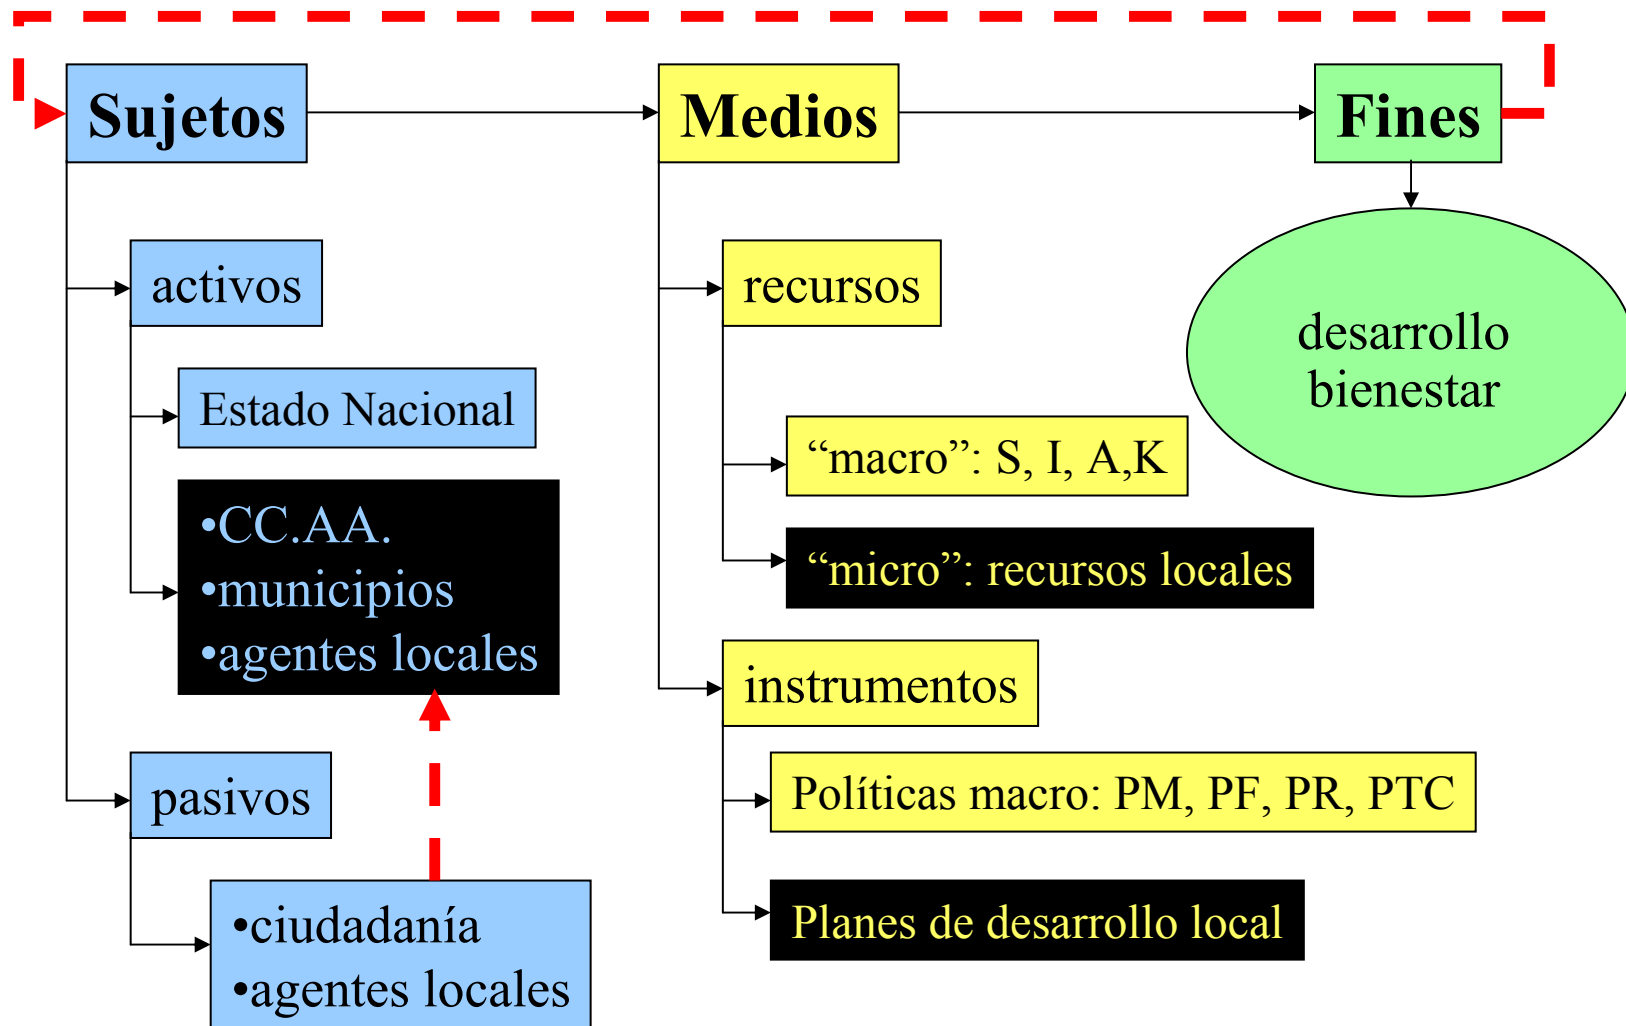 Sujetos
Medios
Fines
activos
Estado Nacional
•CC.AA.
•municipios
•agentes locales
pasivos
•ciudadanía
•agentes locales
recursos
“macro”: S, I, A,K
“micro”: recursos locales
instrumentos
Políticas macro: PM, PF, PR, PTC
Planes de desarrollo local
desarrollo
bienestar